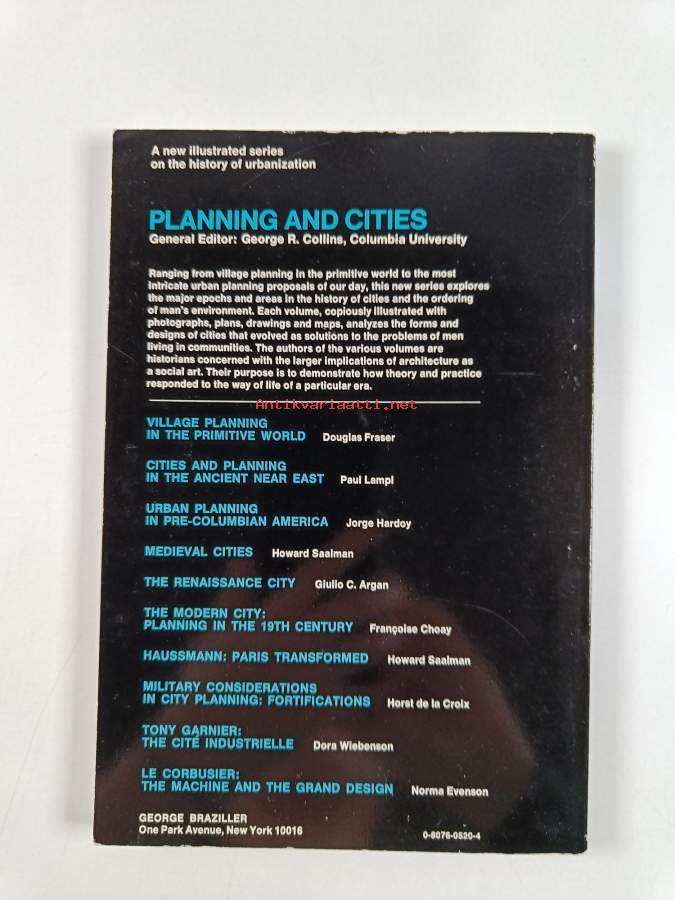 A new illustrated series
on the history of urbanization
PLANNING AND CITIES
General Editor: George R. Collins, Columbia University
Ranging from village planning in the primitive world to the most
intricate urban planning proposals of our day, this new series explores
the major epochs and areas in the history of cities and the ordering
of man's environment. Each volume, copiously illustrated with
photographs, plans, drawings and maps, analyzes the forms and
designs of cities that evolved as solutions to the problems of men
living in communities. The authors of the various volumes are
historians concerned with the larger implications of architecture as
a social art. Their purpose is to demonstrate how theory and practice
responded to the way of life of a particular era.
Antikvariaatti.net
VILLAGE PLANNING
IN THE PRIMITIVE WORLD Douglas Fraser
CITIES AND PLANNING
IN THE ANCIENT NEAR EAST Paul Lampl
URBAN PLANNING
IN PRE-COLUMBIAN AMERICA Jorge Hardoy
MEDIEVAL CITIES Howard Saalman
THE RENAISSANCE CITY Giulio C. Argan
THE MODERN CITY:
PLANNING IN THE 19TH CENTURY Françoise Choay
HAUSSMANN: PARIS TRANSFORMED Howard Saalman
MILITARY CONSIDERATIONS
IN CITY PLANNING: FORTIFICATIONS Horst de la Croix
TONY GARNIER:
THE CITÉ INDUSTRIELLE Dora Wiebenson
LE CORBUSIER:
THE MACHINE AND THE GRAND DESIGN Norma Evenson
GEORGE BRAZILLER
One Park Avenue, New York 10016
0-8076-0520-4